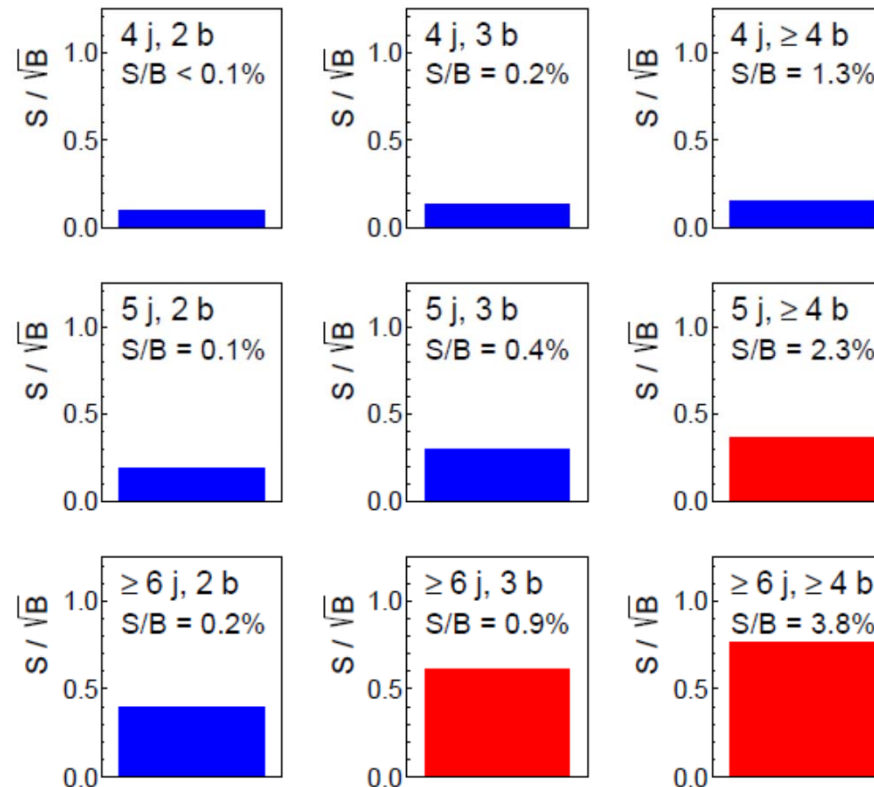 S / √B
1.0
0.5
0.0
4 j, 2 b
S/B < 0.1%
S / √B
1.0
0.5
0.0
4 j, 3 b
S/B = 0.2%
S / √B
1.0
0.5
0.0
4 j, ≥ 4 b
S/B = 1.3%
S / √B
1.0
0.5
0.0
5 j, 2 b
S/B = 0.1%
S / √B
1.0
0.5
0.0
5 j, 3 b
S/B = 0.4%
S / √B
1.0
0.5
0.0
5 j, ≥ 4 b
S/B = 2.3%
S / √B
1.0
0.5
0.0
≥ 6 j, 2 b
S/B = 0.2%
S / √B
1.0
0.5
0.0
≥ 6 j, 3 b
S/B = 0.9%
S / √B
1.0
0.5
0.0
≥ 6 j, ≥ 4 b
S/B = 3.8%